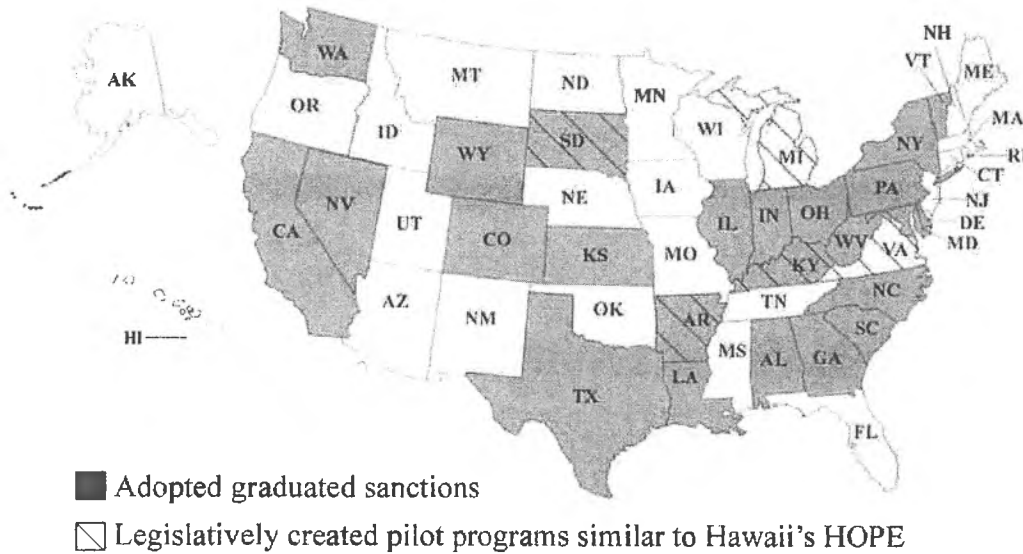 NH
VT
WA
AK
MT
ND
ME
MN
MA
OR
ID
SD
WI
NY
WY
MI
RI
CT
IA
PA
NE
NJ
NV
IL
IN
OH
DE
UT
CA
CO
WV
MD
KS
MO
KY
VA
NC
TN
AZ
OK
AR
NM
SC
HI
MS
AL
GA
LA
TX
FL
Adopted graduated sanctions
Legislatively created pilot programs similar to Hawaii's HOPE